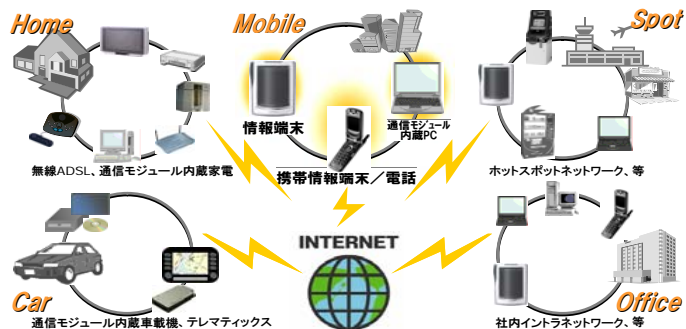 Home
Mobile
Spot
情報端末
通信モジュール
内蔵PC
無線ADSL、通信モジュール内蔵家電
携帯情報端末／電話
ホットスポットネットワーク、等
INTERNET
Car
Office
通信モジュール内蔵車載機、テレマティックス
社内イントラネットワーク、等